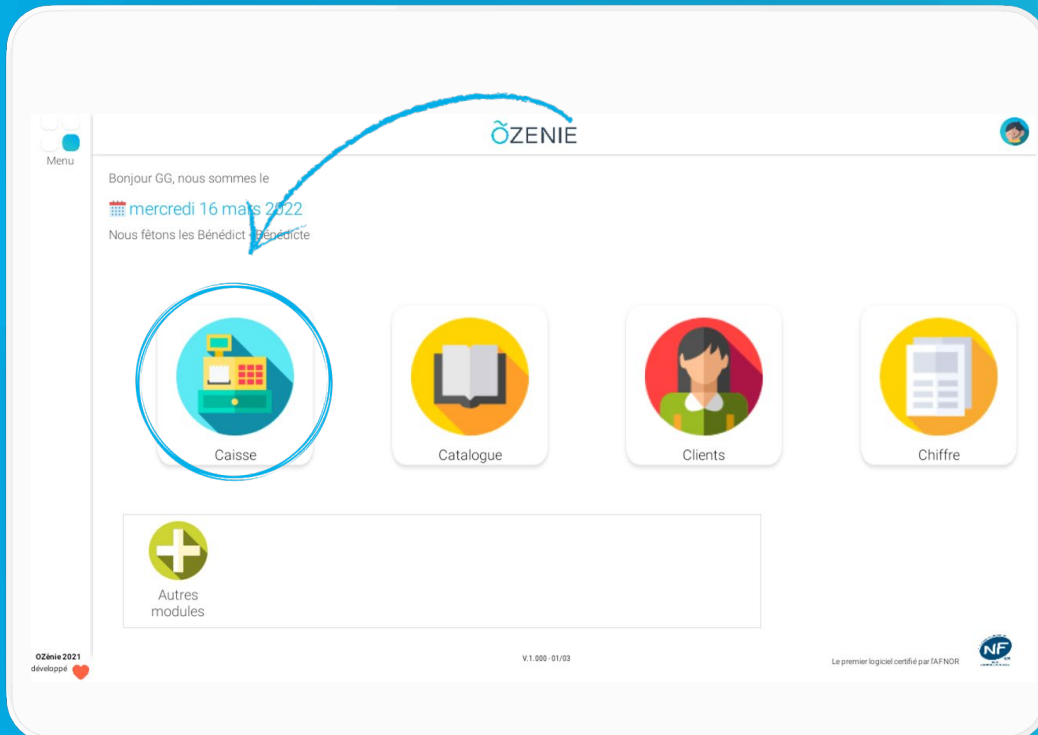 ÕZENIE
Menu
Bonjour GG, nous sommes le
mercredi 16 mars 2022
Nous fêtons les Bénédict - Bénédicte
Caisse
Catalogue
Clients
Chiffre
Autres
modules
OZénie 2021
développé
V.1.000 - 01/03
Le premier logiciel certifié par l'AFNOR
NF